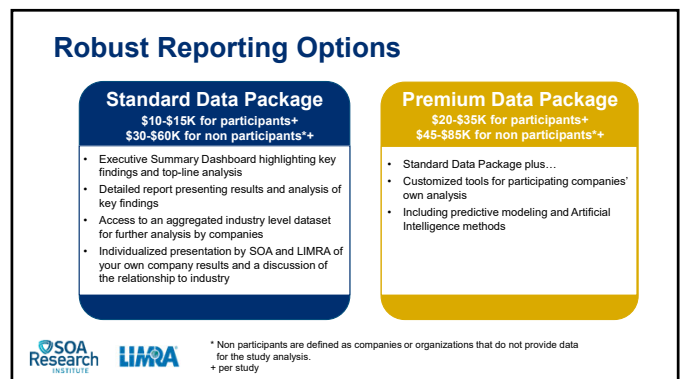 Robust Reporting Options
Standard Data Package
$10-$15K for participants+
$30-$60K for non participants*+
• Executive Summary Dashboard highlighting key
findings and top-line analysis
• Detailed report presenting results and analysis of
key findings
• Access to an aggregated industry level dataset
for further analysis by companies
• Individualized presentation by SOA and LIMRA of
your own company results and a discussion of
the relationship to industry
Premium Data Package
$20-$35K for participants+
$45-$85K for non participants*+
• Standard Data Package plus…
• Customized tools for participating companies’
own analysis
• Including predictive modeling and Artificial
Intelligence methods
SOA
Research
INSTITUTE
LIMRA
* Non participants are defined as companies or organizations that do not provide data
for the study analysis.
+ per study